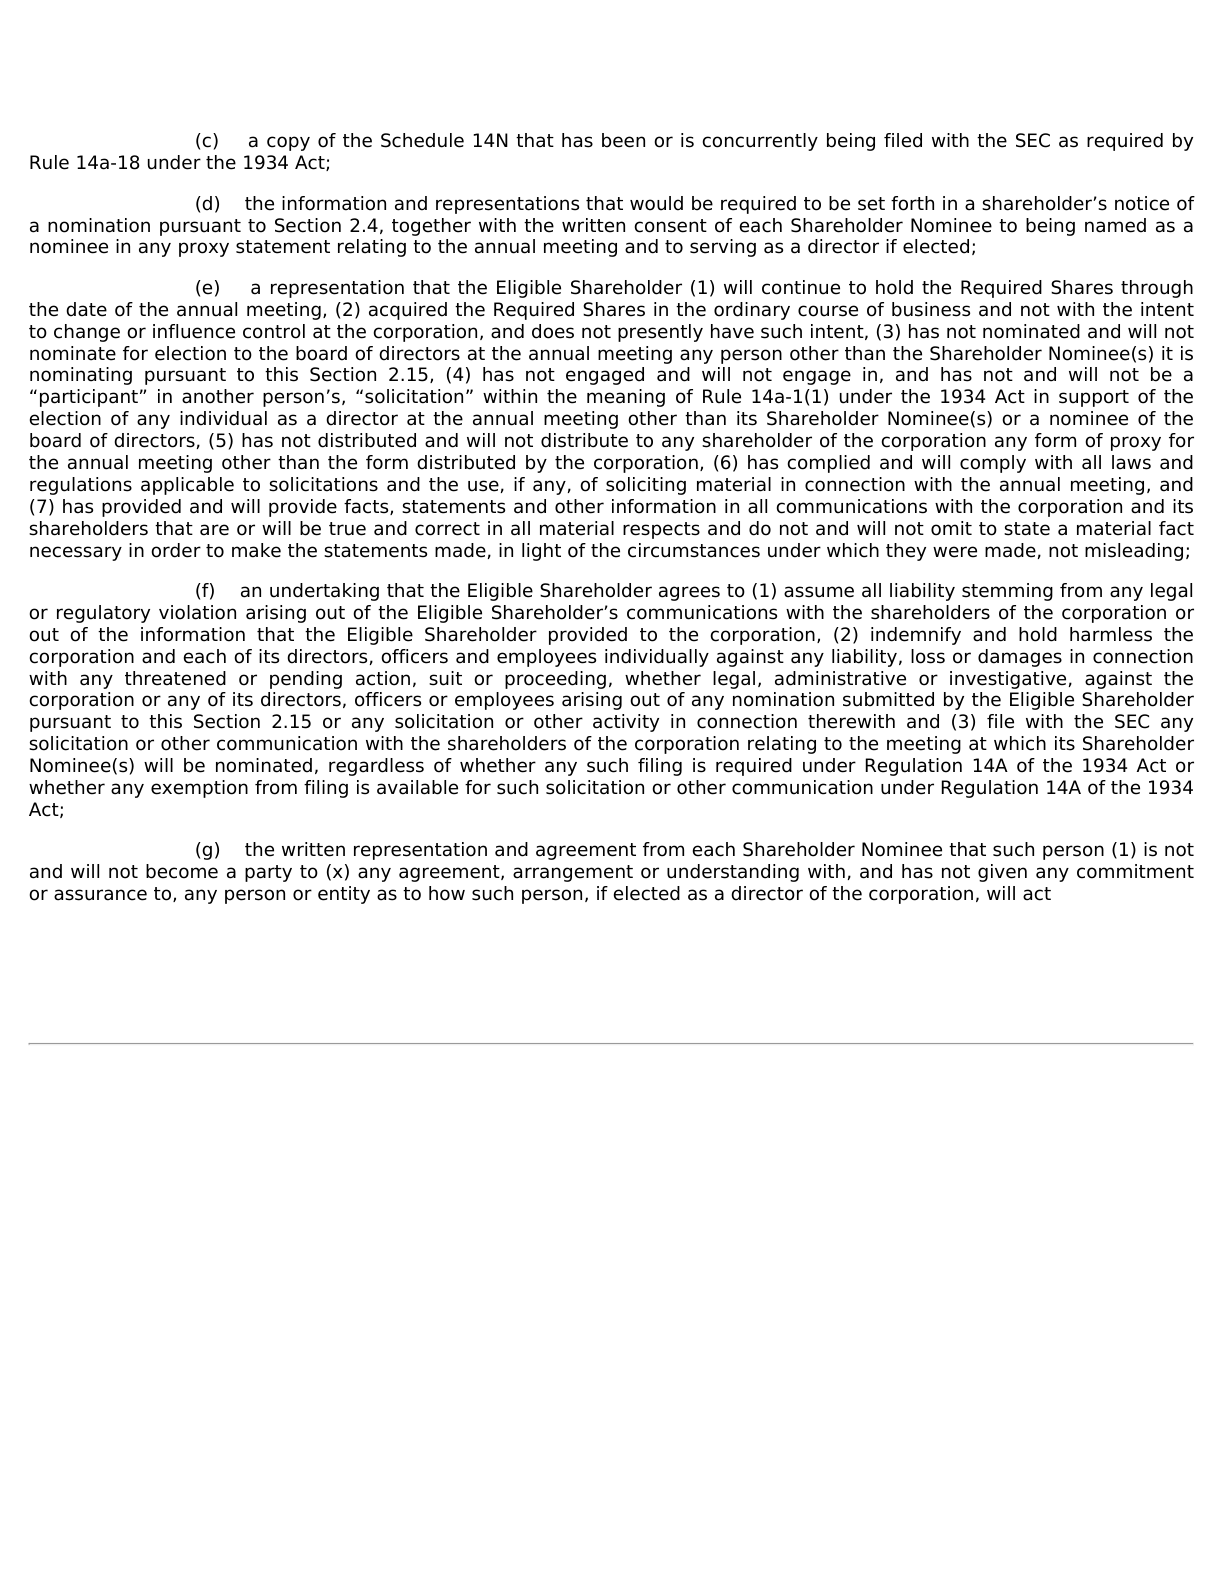 (c) a copy of the Schedule 14N that has been or is concurrently being filed with the SEC as required by
Rule 14a-18 under the 1934 Act;
(d) the information and representations that would be required to be set forth in a shareholder’s notice of
a nomination pursuant to Section 2.4, together with the written consent of each Shareholder Nominee to being named as a
nominee in any proxy statement relating to the annual meeting and to serving as a director if elected;
(e) a representation that the Eligible Shareholder (1) will continue to hold the Required Shares through
the date of the annual meeting, (2) acquired the Required Shares in the ordinary course of business and not with the intent
to change or influence control at the corporation, and does not presently have such intent, (3) has not nominated and will not
nominate for election to the board of directors at the annual meeting any person other than the Shareholder Nominee(s) it is
nominating pursuant to this Section 2.15, (4) has not engaged and will not engage in, and has not and will not be a
“participant” in another person’s, “solicitation” within the meaning of Rule 14a-1(1) under the 1934 Act in support of the
election of any individual as a director at the annual meeting other than its Shareholder Nominee(s) or a nominee of the
board of directors, (5) has not distributed and will not distribute to any shareholder of the corporation any form of proxy for
the annual meeting other than the form distributed by the corporation, (6) has complied and will comply with all laws and
regulations applicable to solicitations and the use, if any, of soliciting material in connection with the annual meeting, and
(7) has provided and will provide facts, statements and other information in all communications with the corporation and its
shareholders that are or will be true and correct in all material respects and do not and will not omit to state a material fact
necessary in order to make the statements made, in light of the circumstances under which they were made, not misleading;
(f) an undertaking that the Eligible Shareholder agrees to (1) assume all liability stemming from any legal
or regulatory violation arising out of the Eligible Shareholder’s communications with the shareholders of the corporation or
out of the information that the Eligible Shareholder provided to the corporation, (2) indemnify and hold harmless the
corporation and each of its directors, officers and employees individually against any liability, loss or damages in connection
with any threatened or pending action, suit or proceeding, whether legal, administrative or investigative, against the
corporation or any of its directors, officers or employees arising out of any nomination submitted by the Eligible Shareholder
pursuant to this Section 2.15 or any solicitation or other activity in connection therewith and (3) file with the SEC any
solicitation or other communication with the shareholders of the corporation relating to the meeting at which its Shareholder
Nominee(s) will be nominated, regardless of whether any such filing is required under Regulation 14A of the 1934 Act or
whether any exemption from filing is available for such solicitation or other communication under Regulation 14A of the 1934
Act;
(g) the written representation and agreement from each Shareholder Nominee that such person (1) is not
and will not become a party to (x) any agreement, arrangement or understanding with, and has not given any commitment
or assurance to, any person or entity as to how such person, if elected as a director of the corporation, will act